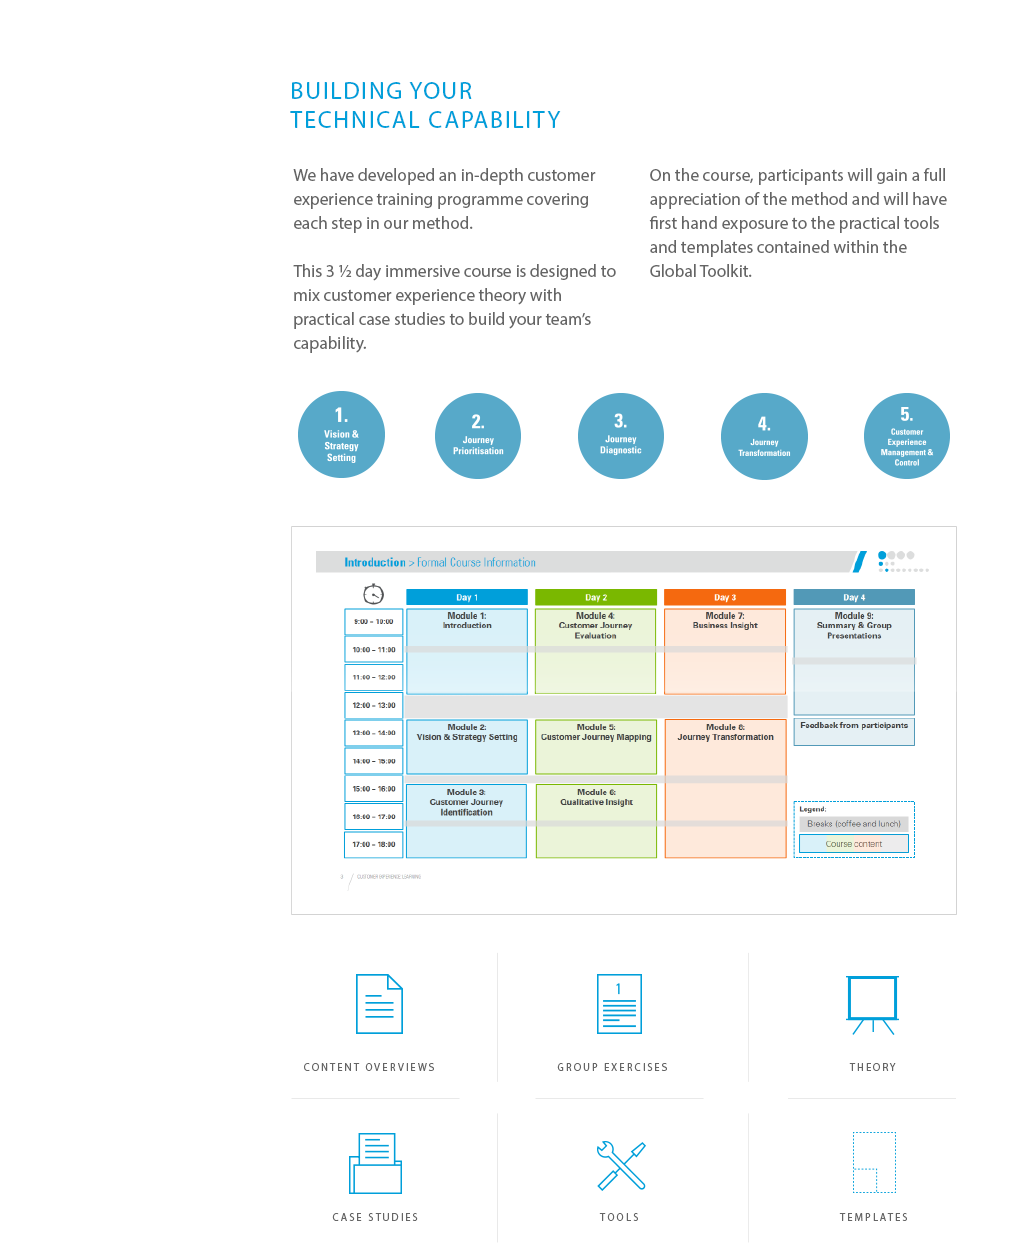 BUILDING YOUR
TECHNICAL CAPABILITY
We have developed an in-depth customer
experience training programme covering
each step in our method.
This 3 ½ day immersive course is designed to
mix customer experience theory with
practical case studies to build your team’s
capability.
On the course, participants will gain a full
appreciation of the method and will have
first hand exposure to the practical tools
and templates contained within the
Global Toolkit.
1.
Vision &
Strategy
Setting
2.
Journey
Prioritisation
3.
Journey
Diagnostic
4.
Journey
Transformation
5.
Customer
Experience
Management &
Control
Introduction > Formal Course Information
Day 1
Day 2
Day 3
Day 4
9:00 – 10:00
10:00 – 11:00
11:00 – 12:00
12:00 – 13:00
13:00 – 14:00
14:00 – 15:00
15:00 – 16:00
16:00 – 17:00
17:00 – 18:00
Module 1:
Introduction
Module 4:
Customer Journey
Evaluation
Module 7:
Business Insight
Module 9:
Summary & Group
Presentations
Module 2:
Vision & Strategy Setting
Module 5:
Customer Journey Mapping
Module 8:
Journey Transformation
Feedback from participants
Module 3:
Customer Journey
Identification
Module 6:
Qualitative Insight
Legend:
Breaks (coffee and lunch)
Course content
CUSTOMER EXPERIENCE LEARNING
CONTENT OVERVIEWS
1
GROUP EXERCISES
THEORY
CASE STUDIES
TOOLS
TEMPLATES